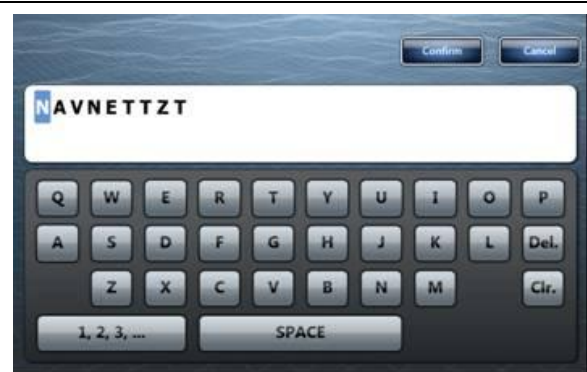 Confirm Cancel
NAVNETTZT
Q W E R T Y U I O P
A S D F G H J K L Del.
Z X C V B N M Clr.
1, 2, 3, ... SPACE